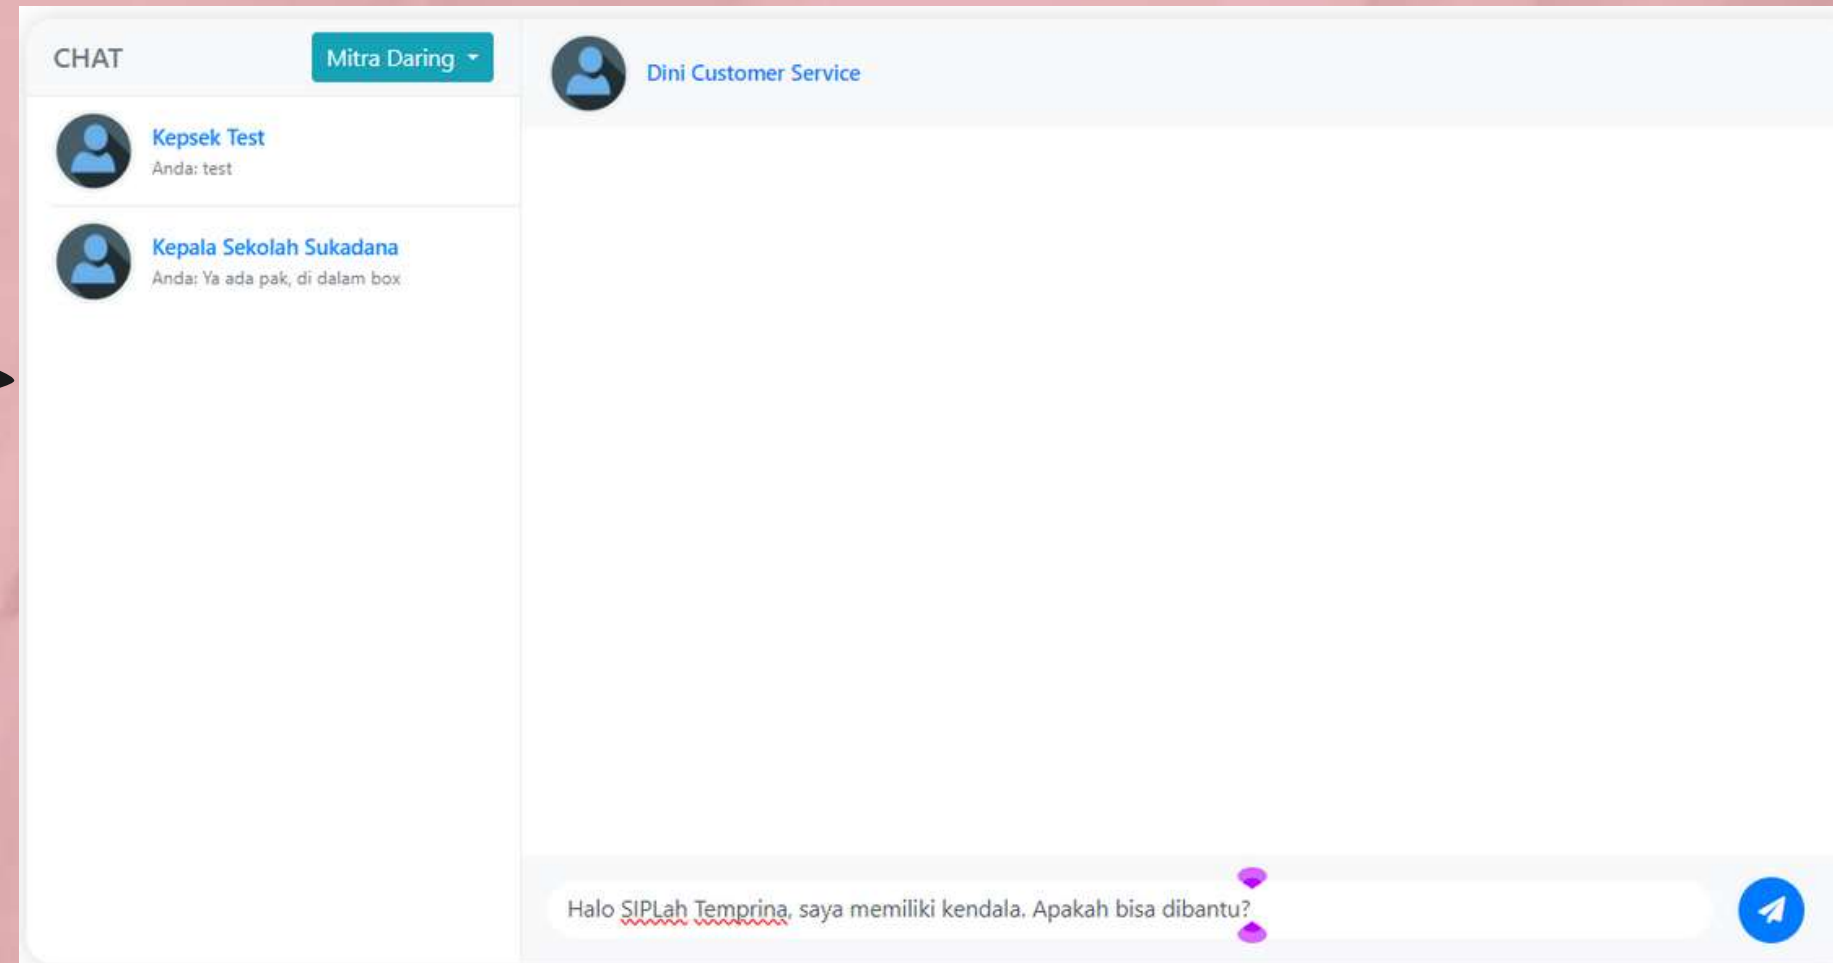 CHAT
Mitra Daring
Kepsek Test
Anda: test
Kepala Sekolah Sukadana
Anda: Ya ada pak, di dalam box
Dini Customer Service
Halo SIPLah Temprina, saya memiliki kendala. Apakah bisa dibantu?